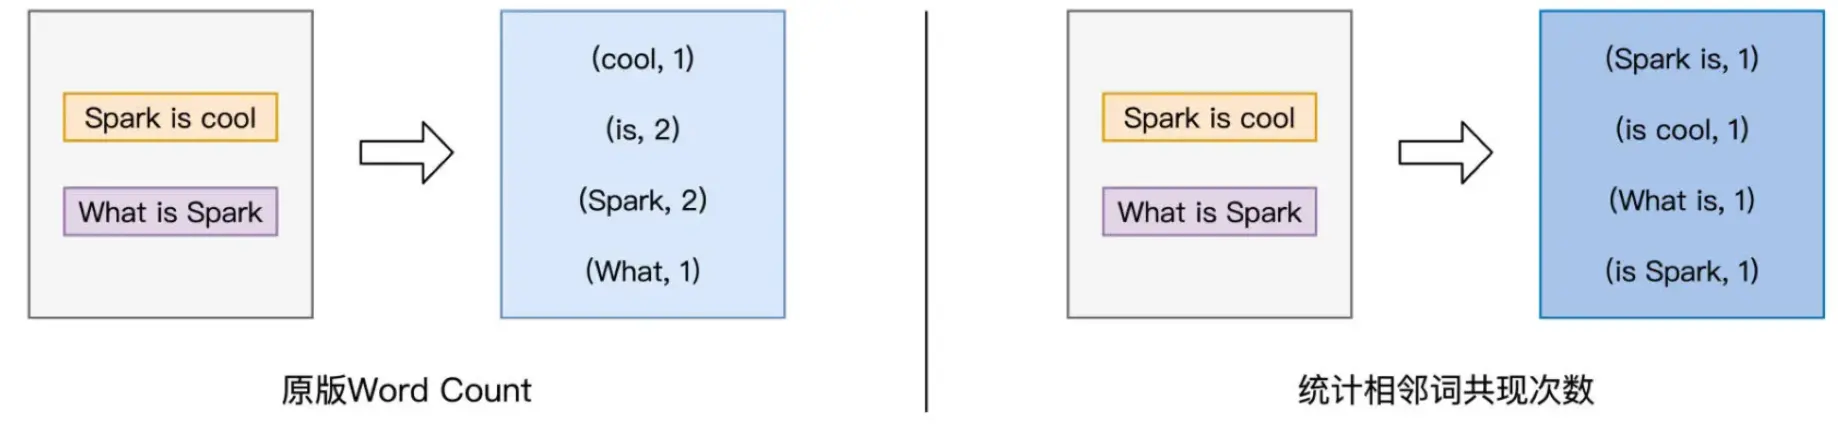 Spark is cool
What is Spark
(cool, 1)
(is, 2)
(Spark, 2)
(What, 1)
原版Word Count
Spark is cool
What is Spark
(Spark is, 1)
(is cool, 1)
(What is, 1)
(is Spark, 1)
统计相邻词共现次数